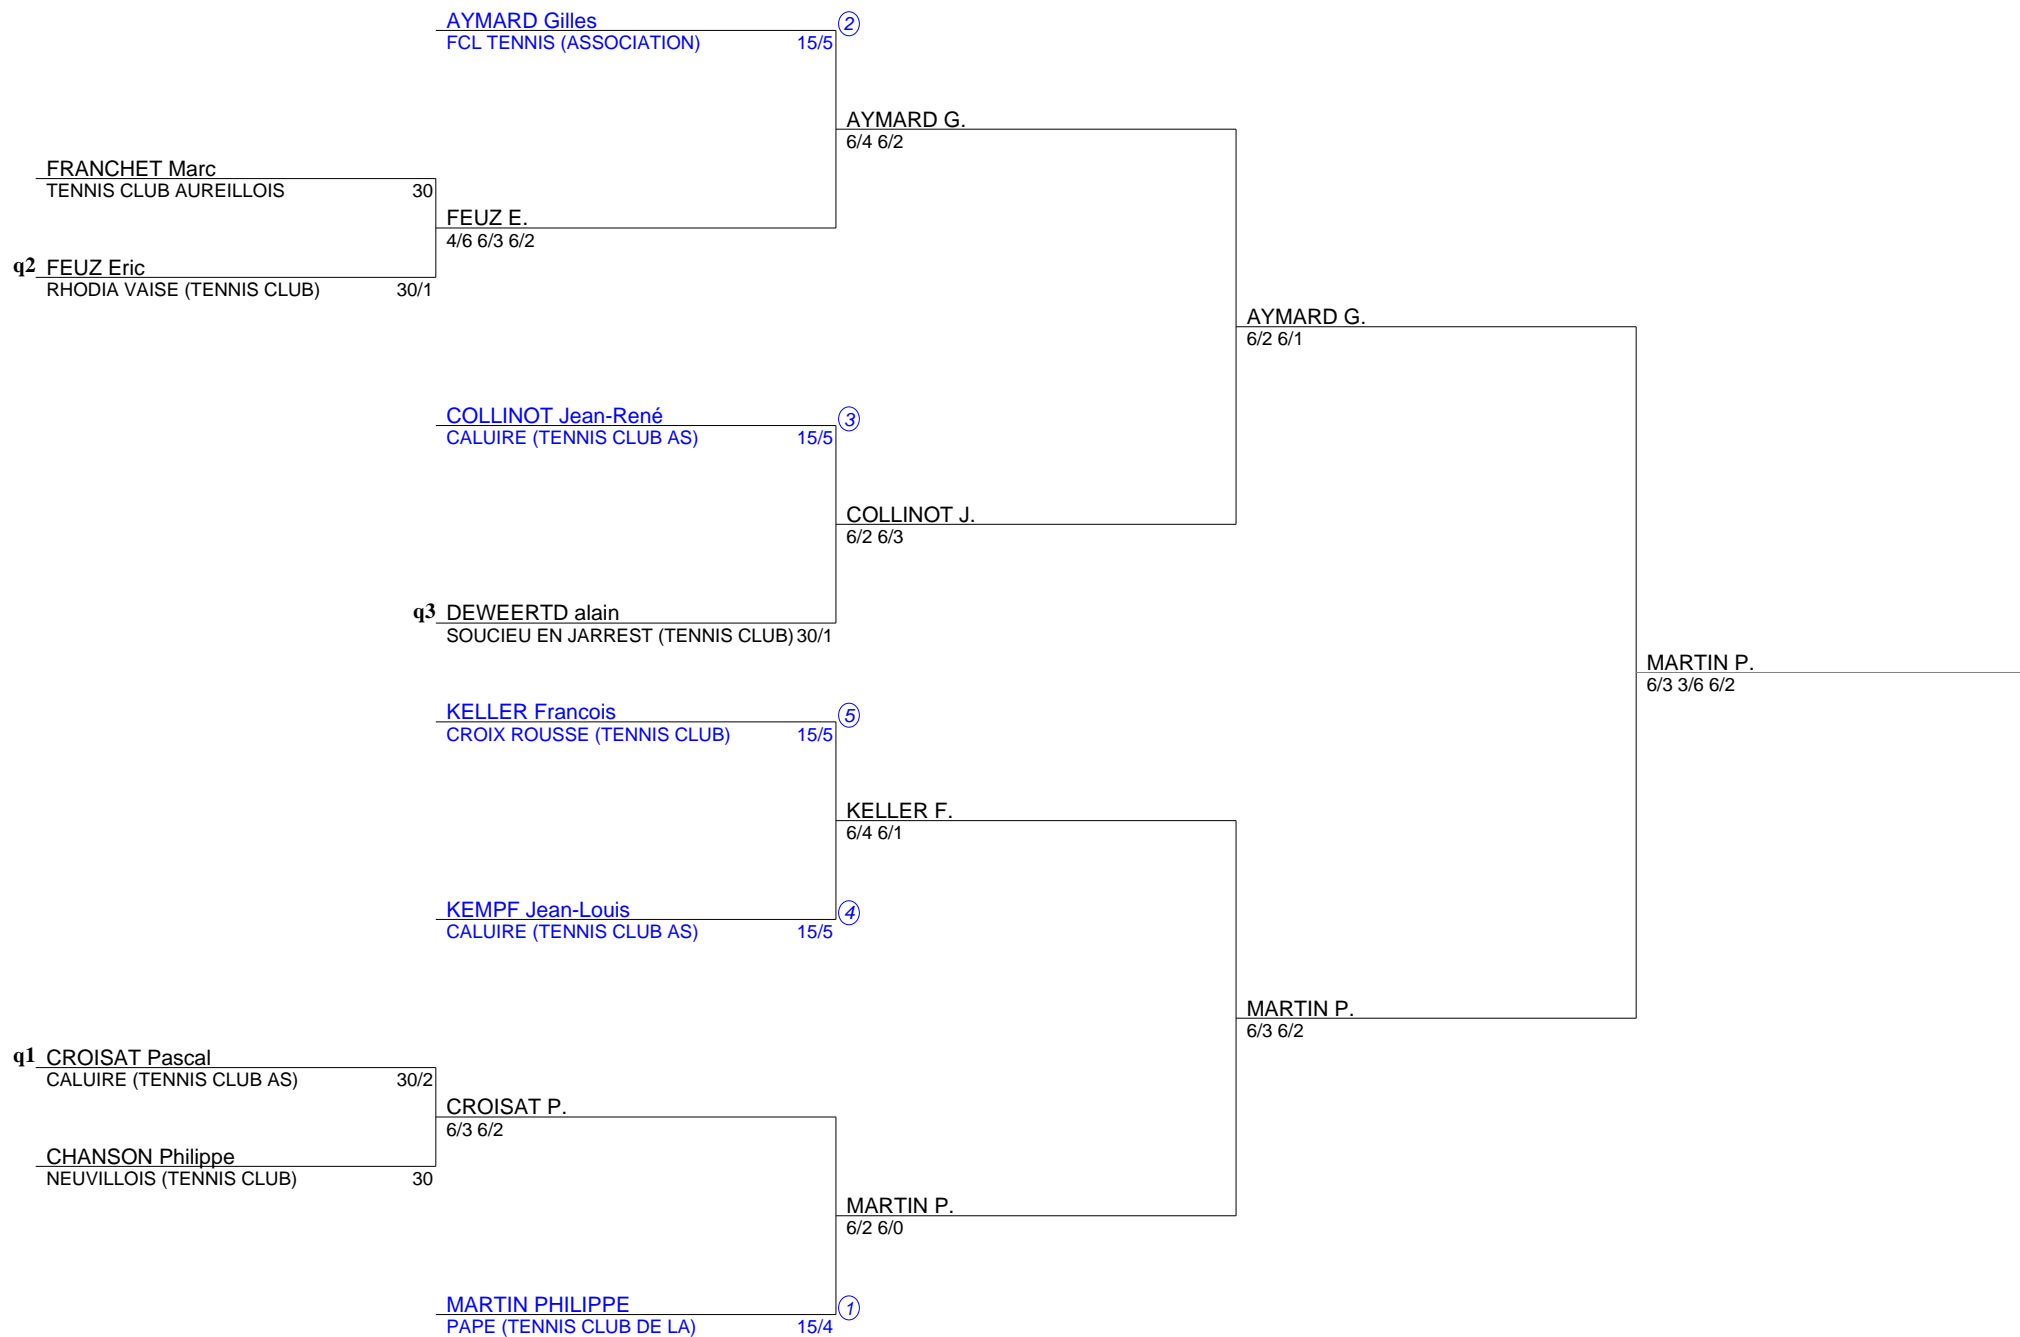 AYMARD Gilles 2
FCL TENNIS (ASSOCIATION) 15/5
AYMARD G.
6/4 6/2
FRANCHET Marc
TENNIS CLUB AUREILLOIS 30
FEUZ E.
4/6 6/3 6/2
q2 FEUZ Eric
RHODIA VAISE (TENNIS CLUB) 30/1
AYMARD G.
6/2 6/1
COLLINOT Jean-René 3
CALUIRE (TENNIS CLUB AS) 15/5
COLLINOT J.
6/2 6/3
q3 DEWEERTD alain
SOUCIEU EN JARREST (TENNIS CLUB) 30/1
MARTIN P.
6/3 3/6 6/2
KELLER Francois 5
CROIX ROUSSE (TENNIS CLUB) 15/5
KELLER F.
6/4 6/1
KEMPF Jean-Louis 4
CALUIRE (TENNIS CLUB AS) 15/5
MARTIN P.
6/3 6/2
q1 CROISAT Pascal
CALUIRE (TENNIS CLUB AS) 30/2
CROISAT P.
6/3 6/2
CHANSON Philippe
NEUVILLOIS (TENNIS CLUB) 30
MARTIN P.
6/2 6/0
MARTIN PHILIPPE 1
PAPE (TENNIS CLUB DE LA) 15/4